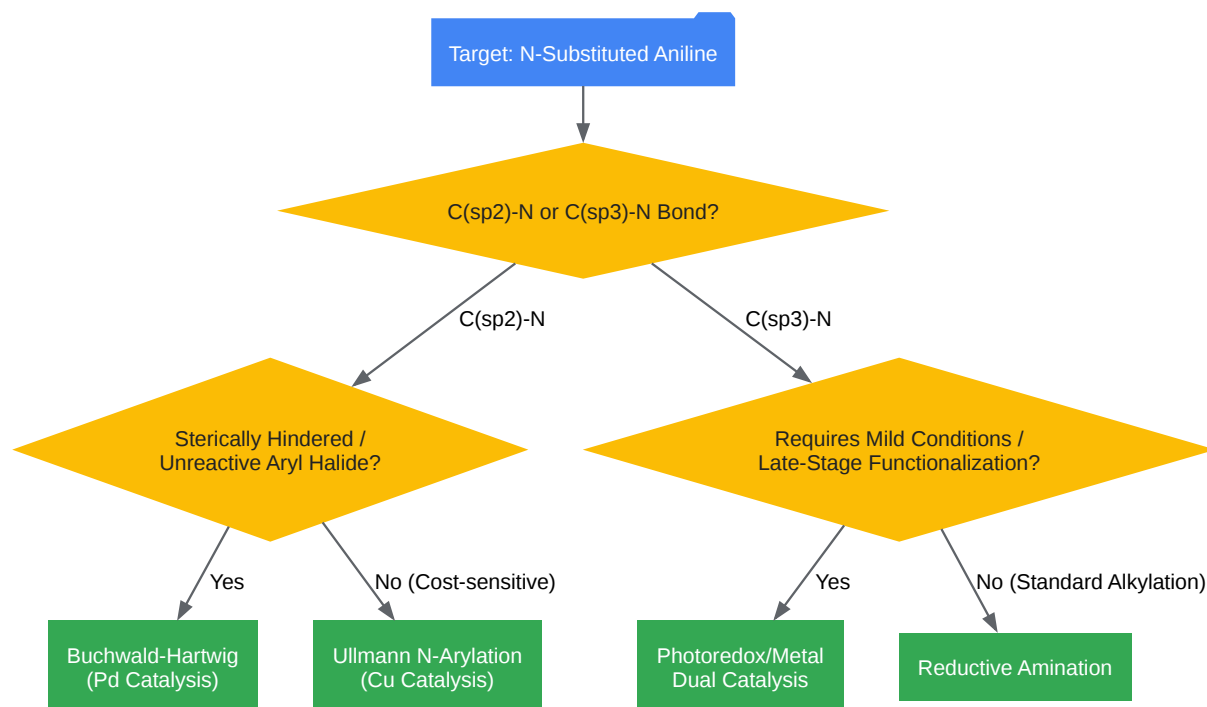 Target: N-Substituted Aniline
C(sp2)-N or C(sp3)-N Bond?
C(sp2)-N
C(sp3)-N
Sterically Hindered /
Unreactive Aryl Halide?
Requires Mild Conditions /
Late-Stage Functionalization?
Yes
No (Cost-sensitive)
Yes
No (Standard Alkylation)
Buchwald-Hartwig
(Pd Catalysis)
Ullmann N-Arylation
(Cu Catalysis)
Photoredox/Metal
Dual Catalysis
Reductive Amination